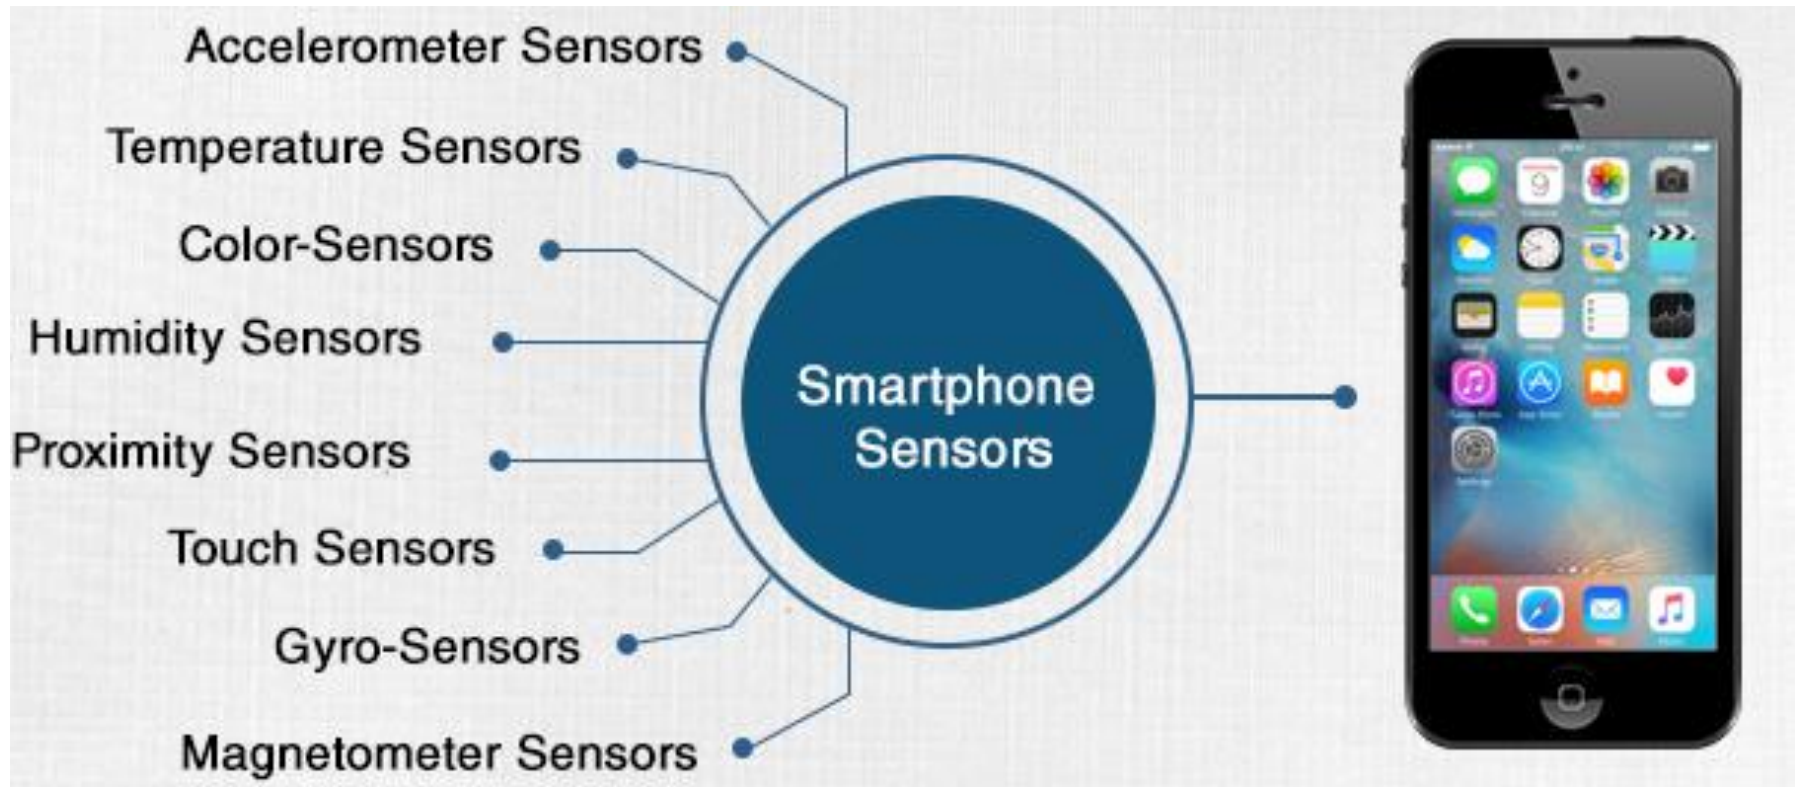 Accelerometer Sensors
Temperature Sensors
Color-Sensors
Humidity Sensors
Proximity Sensors
Touch Sensors
Gyro-Sensors
Magnetometer Sensors
Smartphone
Sensors
9